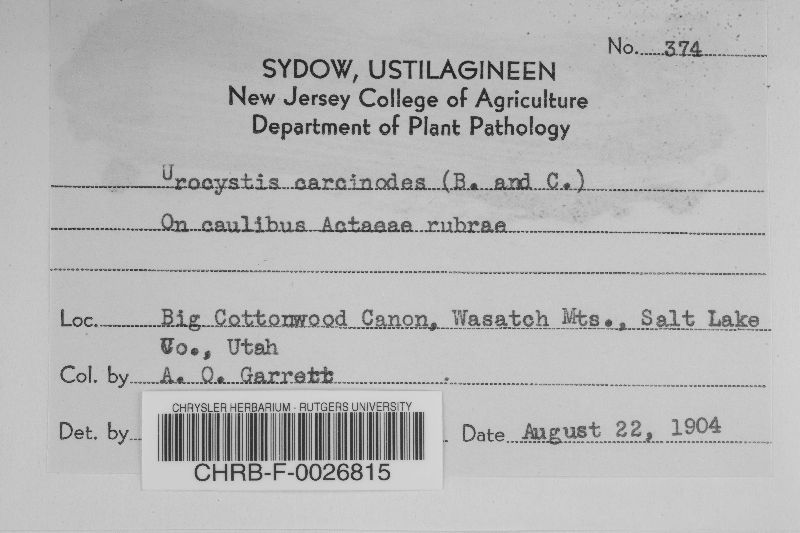 No. 374
SYDOW, USTILAGINEEN
New Jersey College of Agriculture
Department of Plant Pathology
Urocystis carcinodes (B. and C.)
On caulibus Actaeae rubrae
Loc. Big Cottonwood Canon, Wasatch Mts., Salt Lake
Co., Utah
Col. by A. O. Garrett
Det. by
Date August 22, 1904
CHRYSLER HERBARIUM - RUTGERS UNIVERSITY
CHRB-F-0026815